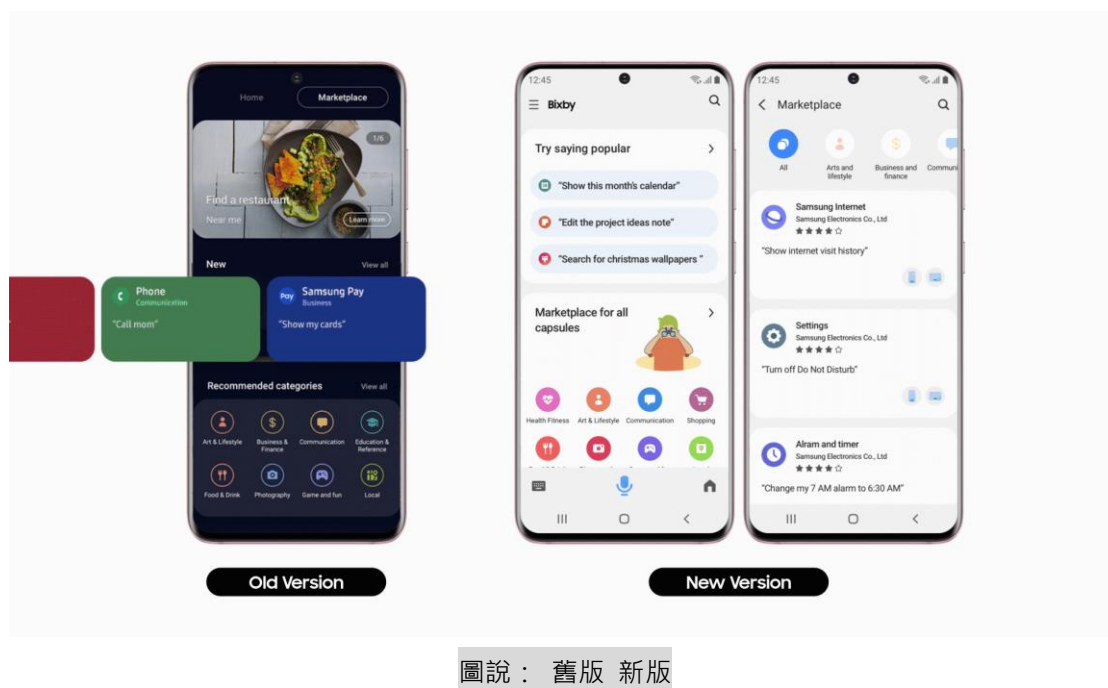 Home
Marketplace
1/6
Find a restaurant
Near me
Learn more
New
View all
Phone
Communication
"Call mom"
Pay
Samsung Pay
Business
"Show my cards"
Recommended categories
View all
Art & Lifestyle
Business & Finance
Communication
Education & Reference
Food & Drink
Photography
Game and fun
Local
Old Version
12:45
Bixby
Try saying popular
"Show this month's calendar"
"Edit the project ideas note"
"Search for christmas wallpapers "
Marketplace for all
capsules
Health Fitness
Art & Lifestyle
Communication
Shopping
12:45
Marketplace
All
Arts and
lifestyle
Business and
finance
Communi
Samsung Internet
Samsung Electronics Co., Ltd
★★★★☆
"Show internet visit history"
Settings
Samsung Electronics Co., Ltd
★★★★☆
"Turn off Do Not Disturb"
Alram and timer
Samsung Electronics Co., Ltd
★★★★☆
"Change my 7 AM alarm to 6:30 AM"
New Version
圖說： 舊版 新版